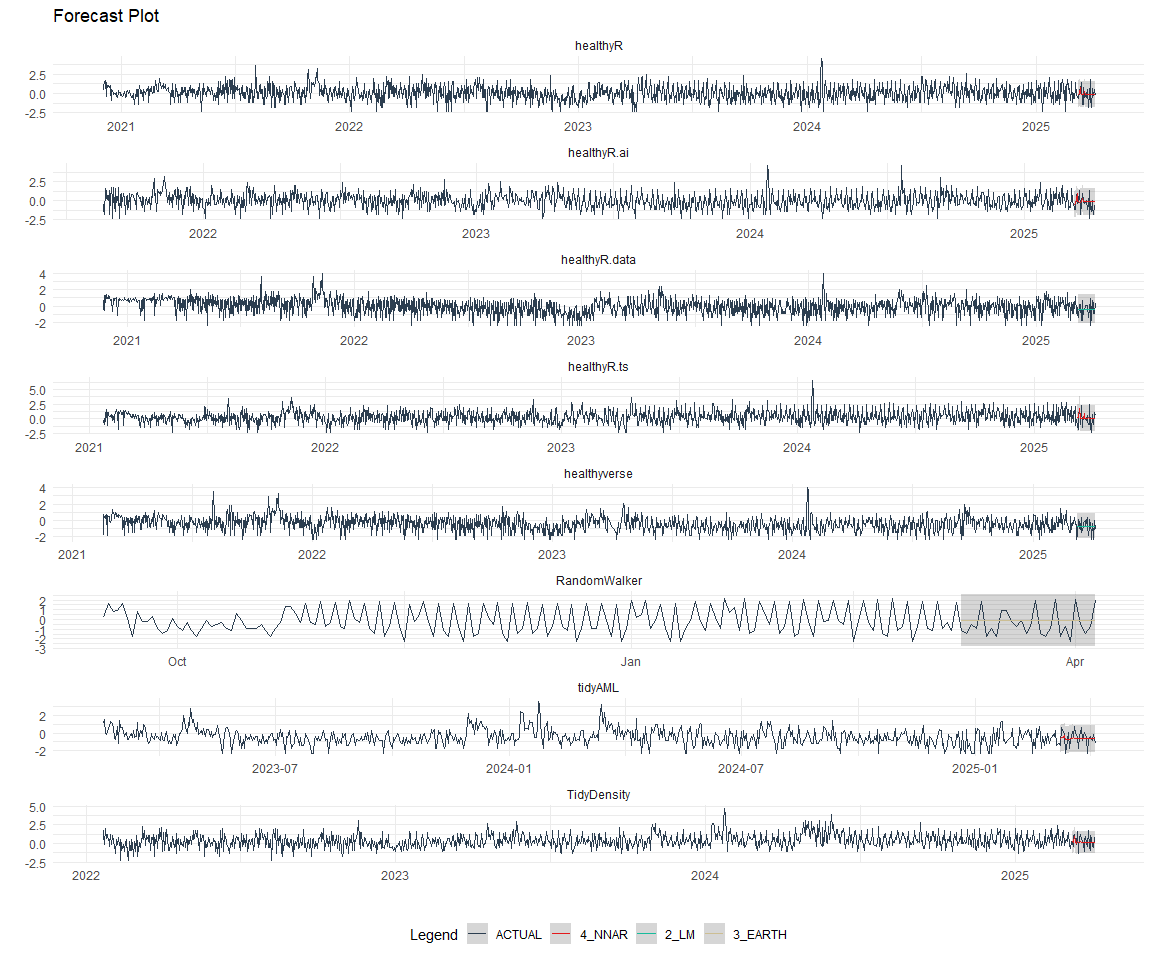 Forecast Plot
healthyR
2.5
0.0
-2.5
2021 2022 2023 2024 2025
healthyR.ai
2.5
0.0
-2.5
2022 2023 2024 2025
healthyR.data
4
2
0
-2
2021 2022 2023 2024 2025
healthyR.ts
5.0
2.5
0.0
-2.5
2021 2022 2023 2024 2025
healthyverse
4
2
0
-2
2021 2022 2023 2024 2025
RandomWalker
2
1
0
-1
-2
-3
Oct Jan Apr
tidyAML
2
0
-2
2023-07 2024-01 2024-07 2025-01
TidyDensity
5.0
2.5
0.0
-2.5
2022 2023 2024 2025
Legend ACTUAL 4_NNAR 2_LM 3_EARTH